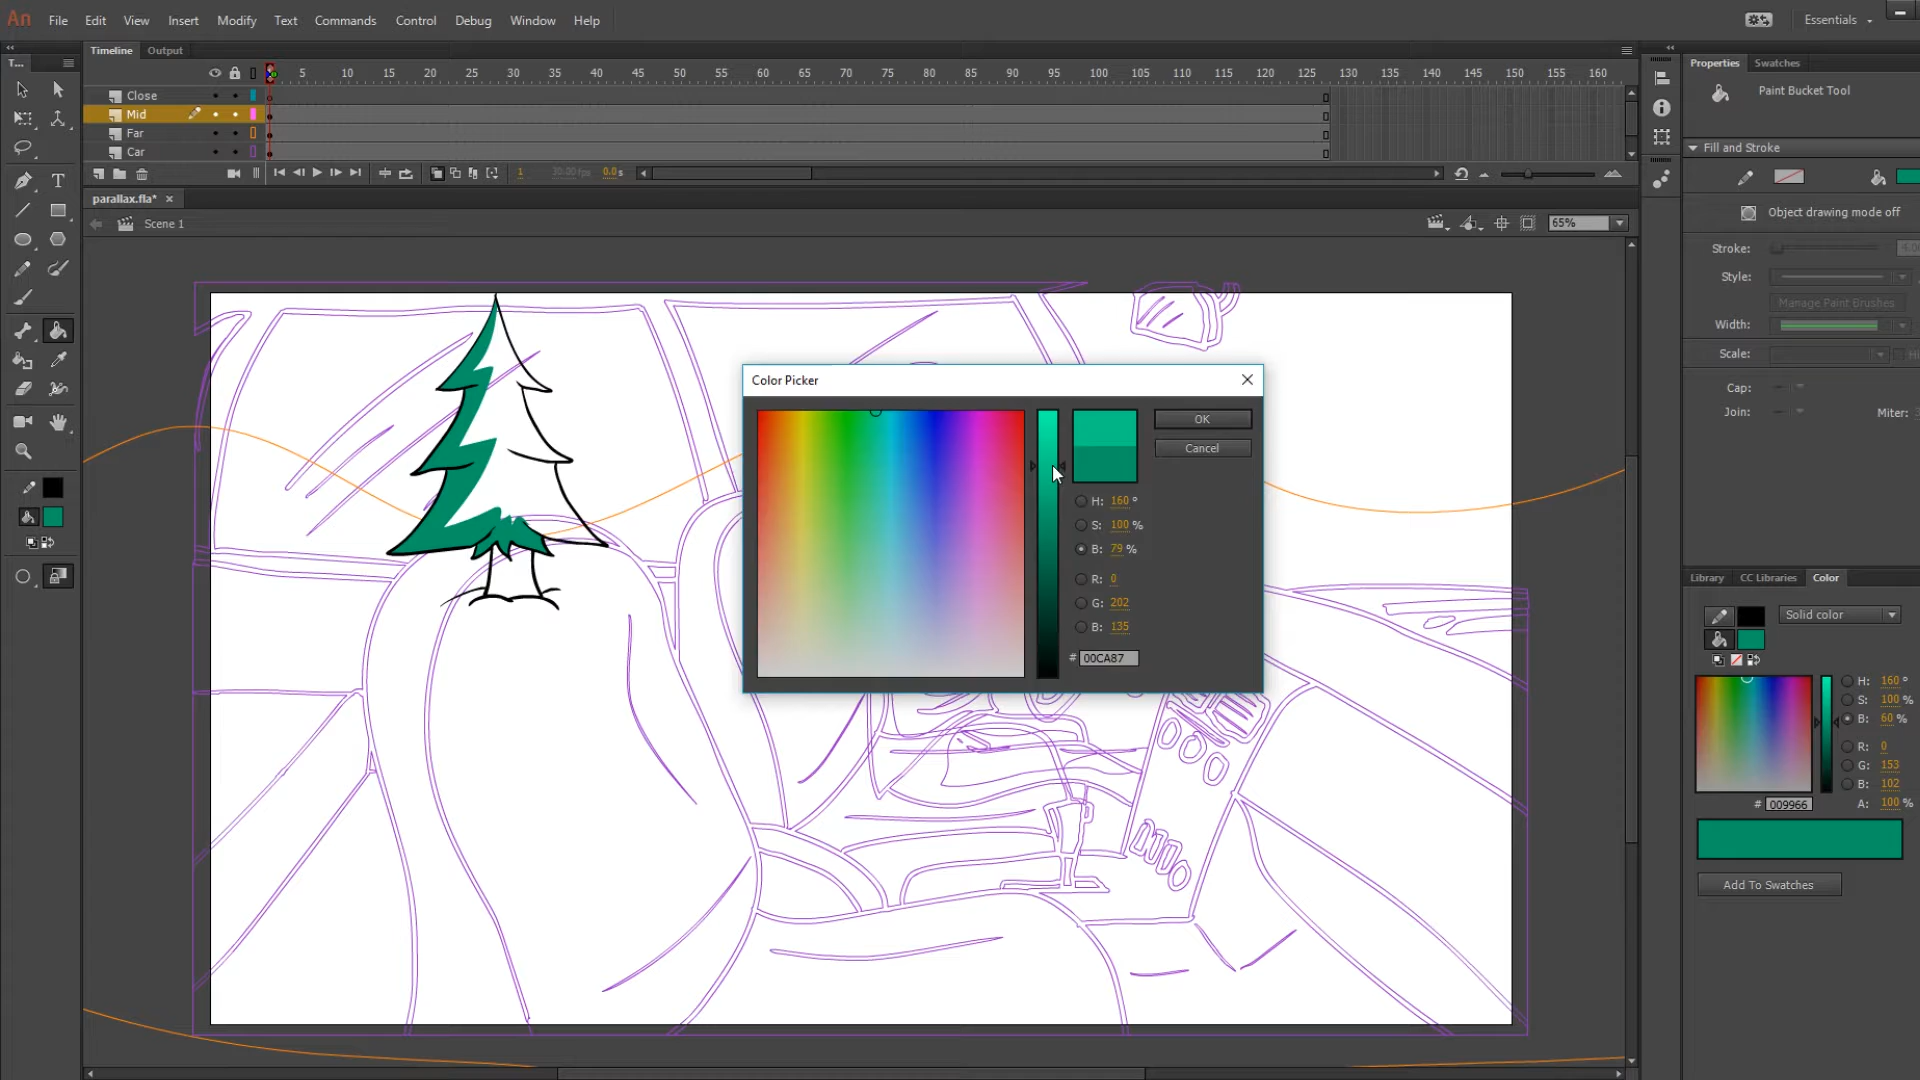 An File Edit View Insert Modify Text Commands Control Debug Window Help Essentials
T...
Timeline Output
5 10 15 20 25 30 35 40 45 50 55 60 65 70 75 80 85 90 95 100 105 110 115 120 125 130 135 140 145 150 155 160
Close
Mid
Far
Car
1 0.0 s
parallax.fla* ×
Scene 1 65%
Color Picker
OK
Cancel
H: 160 °
S: 100 %
B: 79 %
R: 0
G: 202
B: 135
# 00CA87
Properties Swatches
Paint Bucket Tool
Fill and Stroke
Object drawing mode off
Stroke:
Style:
Manage Paint Brushes
Width:
Scale:
Cap:
Join: Miter:
Library CC Libraries Color
Solid color
H: 160 °
S: 100 %
B: 60 %
R: 0
G: 153
B: 102
# 009966 A: 100 %
Add To Swatches